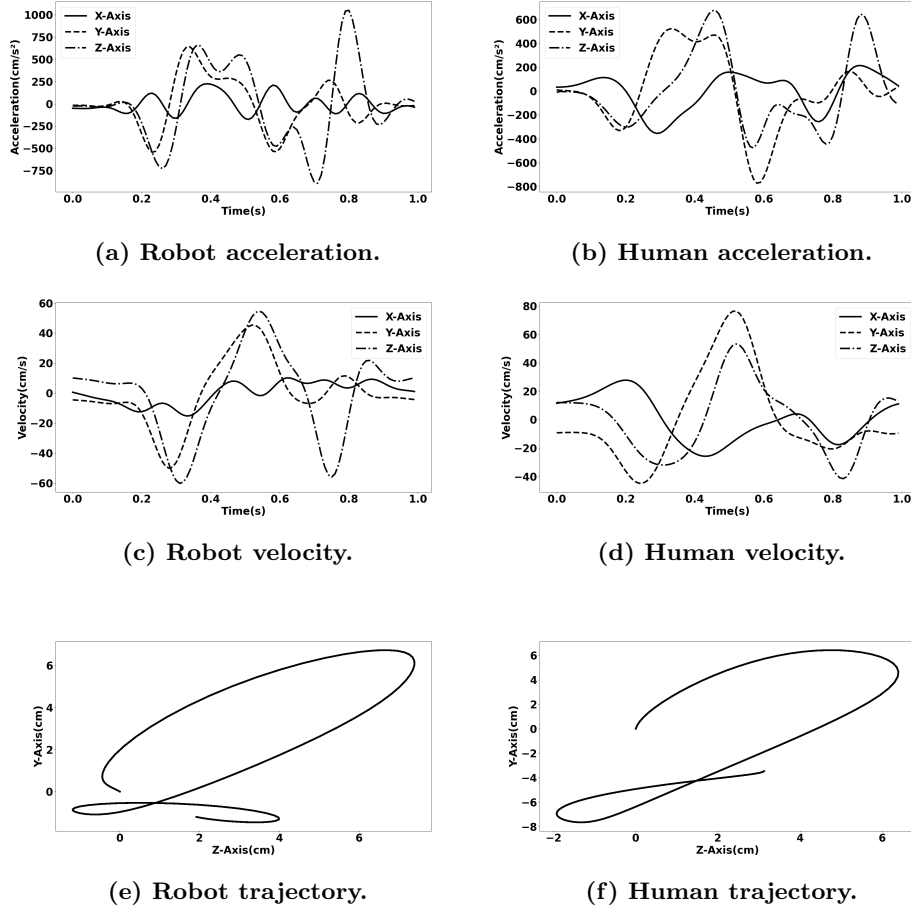 1000
750
500
250
0
−250
−500
−750
Acceleration(cm/s²)
X-Axis
Y-Axis
Z-Axis
0.0 0.2 0.4 0.6 0.8 1.0
Time(s)
(a) Robot acceleration.
600
400
200
0
−200
−400
−600
−800
Acceleration(cm/s²)
X-Axis
Y-Axis
Z-Axis
0.0 0.2 0.4 0.6 0.8 1.0
Time(s)
(b) Human acceleration.
60
40
20
0
−20
−40
−60
Velocity(cm/s)
X-Axis
Y-Axis
Z-Axis
0.0 0.2 0.4 0.6 0.8 1.0
Time(s)
(c) Robot velocity.
80
60
40
20
0
−20
−40
Velocity(cm/s)
X-Axis
Y-Axis
Z-Axis
0.0 0.2 0.4 0.6 0.8 1.0
Time(s)
(d) Human velocity.
6
4
2
0
Y-Axis(cm)
0 2 4 6
Z-Axis(cm)
(e) Robot trajectory.
6
4
2
0
−2
−4
−6
−8
Y-Axis(cm)
−2 0 2 4 6
Z-Axis(cm)
(f) Human trajectory.